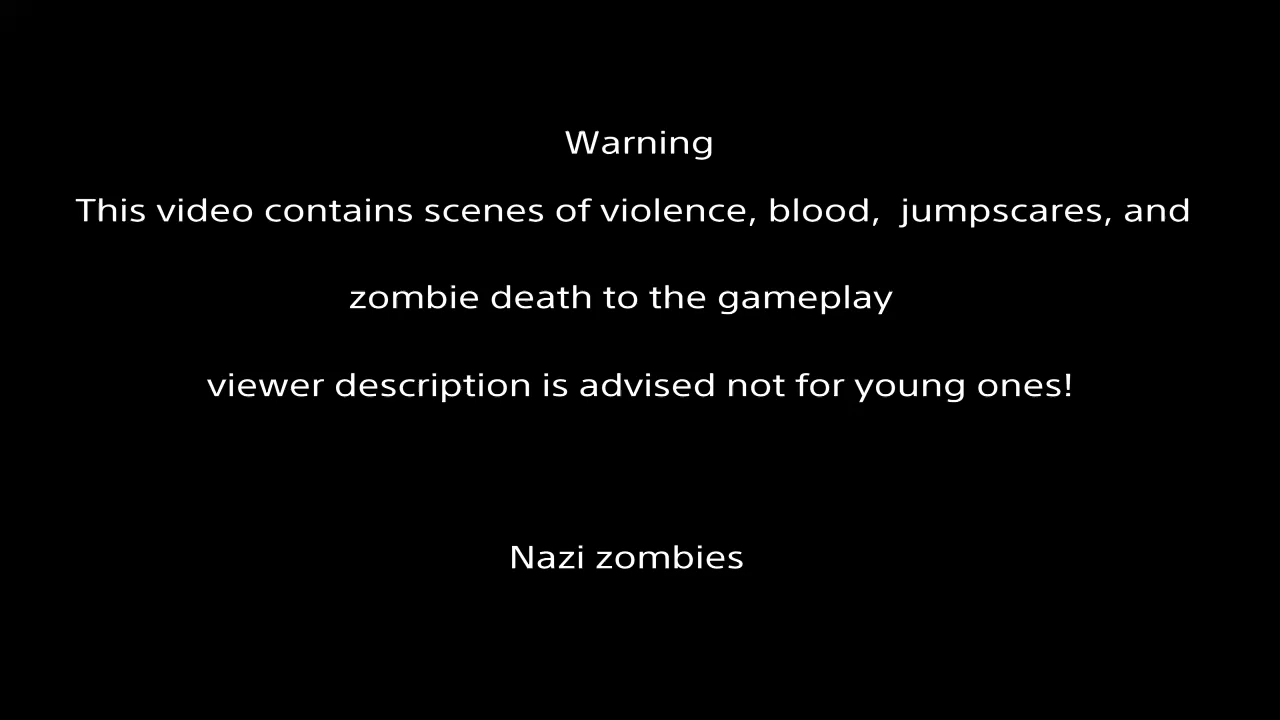 Warning
This video contains scenes of violence, blood, jumpscares, and
zombie death to the gameplay
viewer description is advised not for young ones!
Nazi zombies